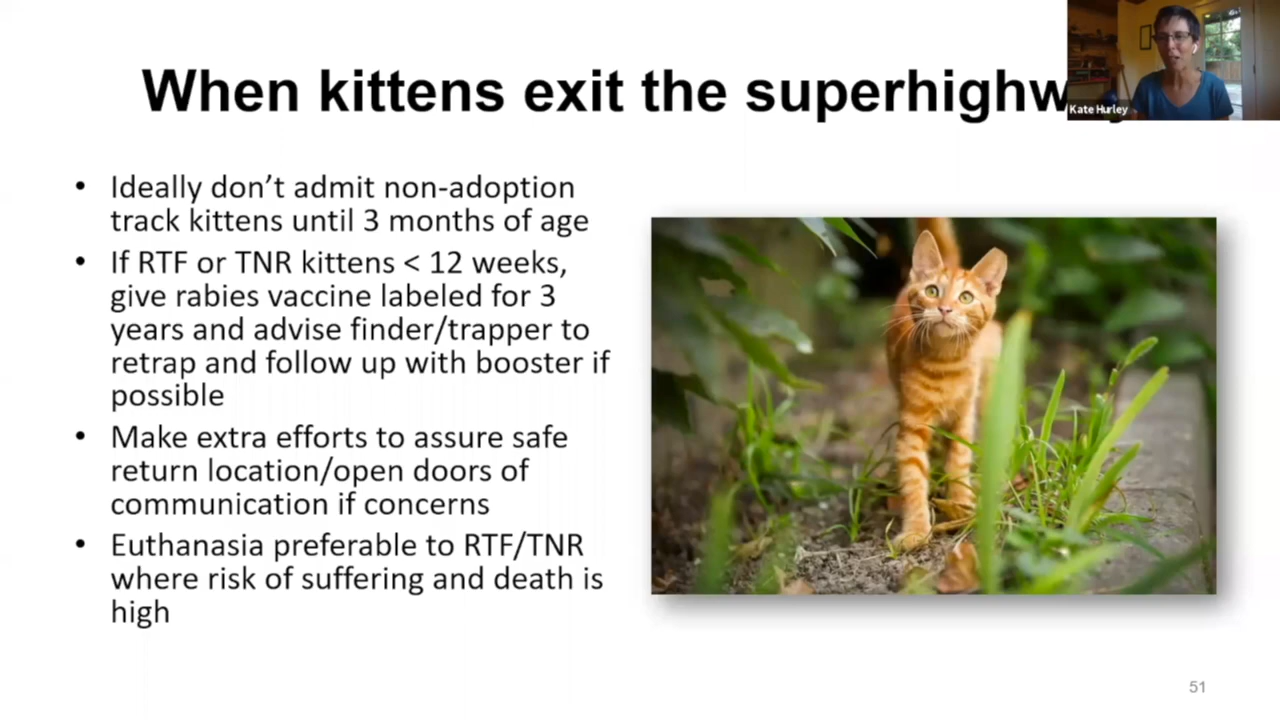 When kittens exit the superhighw
Kate Hurley
• Ideally don’t admit non-adoption
track kittens until 3 months of age
• If RTF or TNR kittens < 12 weeks,
give rabies vaccine labeled for 3
years and advise finder/trapper to
retrap and follow up with booster if
possible
• Make extra efforts to assure safe
return location/open doors of
communication if concerns
• Euthanasia preferable to RTF/TNR
where risk of suffering and death is
high
51